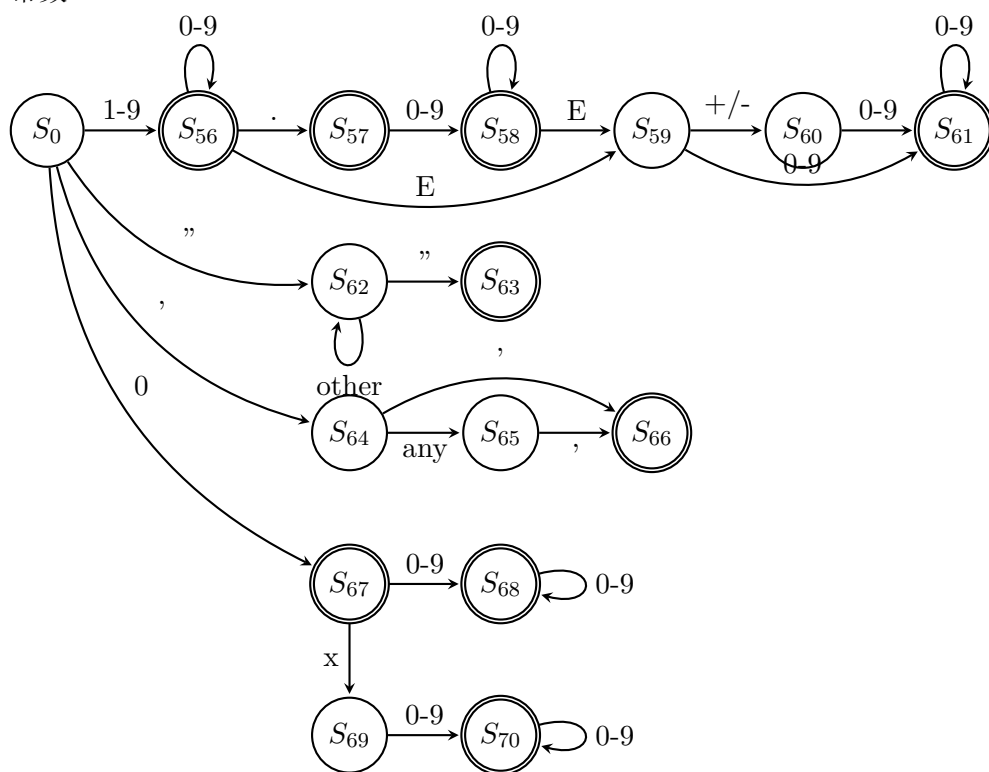 0-9 0-9 0-9
S0 1-9 S56 . S57 0-9 S58 E S59 +/- S60 0-9 S61
0-9
E
” S62 ” S63
other
,
, S64 any S65 , S66
0 S67 0-9 S68 0-9
x
S69 0-9 S70 0-9